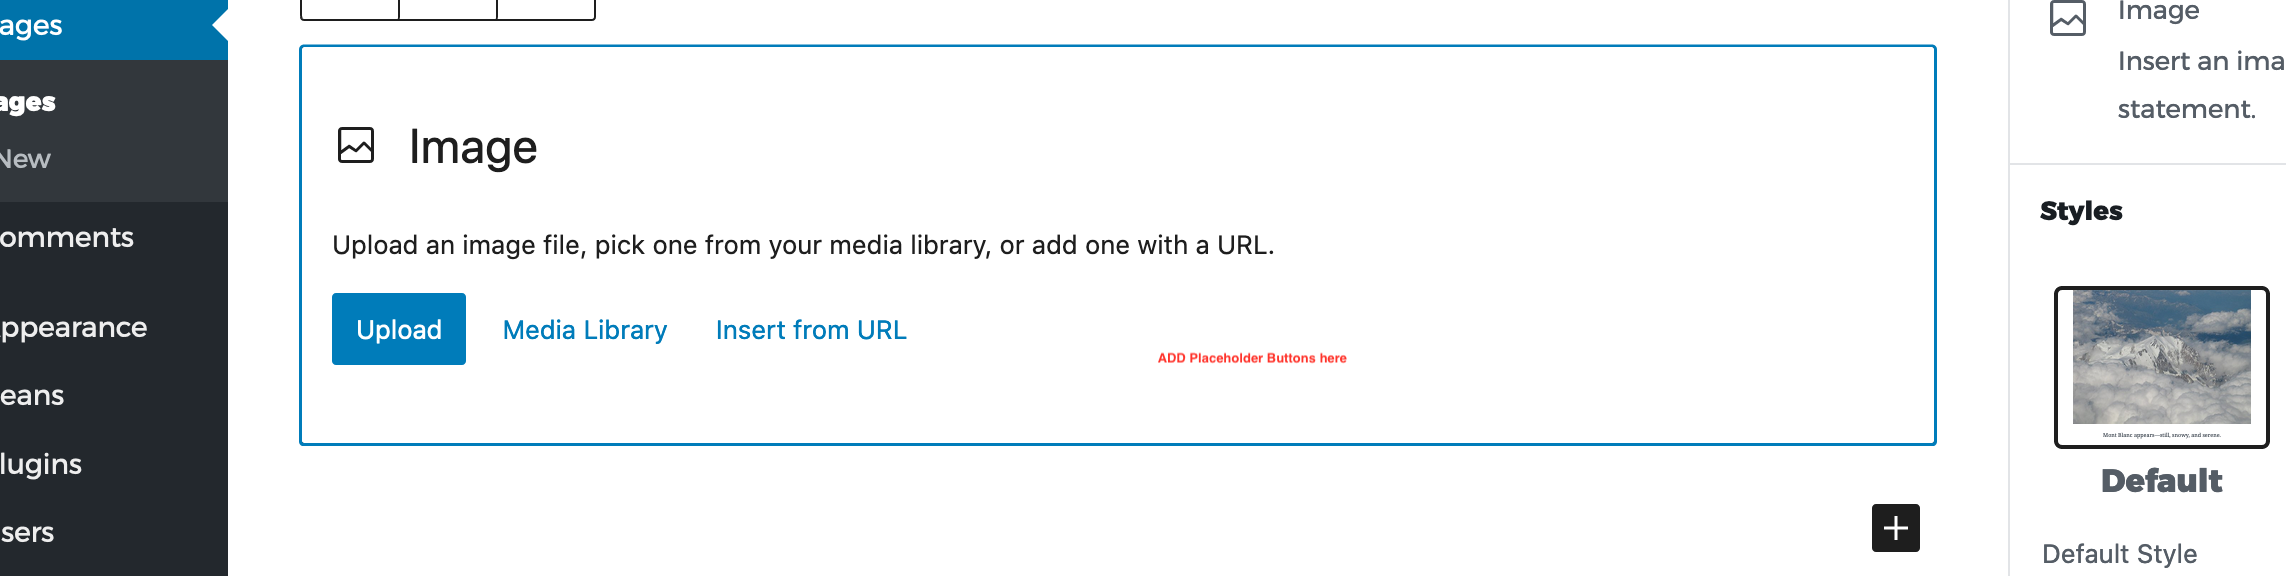 ages
ages
New
omments
ppearance
eans
lugins
sers
Image
Upload an image file, pick one from your media library, or add one with a URL.
Upload Media Library Insert from URL
ADD Placeholder Buttons here
Image
Insert an ima
statement.
Styles
Mont Blanc appears—still, snowy, and serene.
Default
Default Style